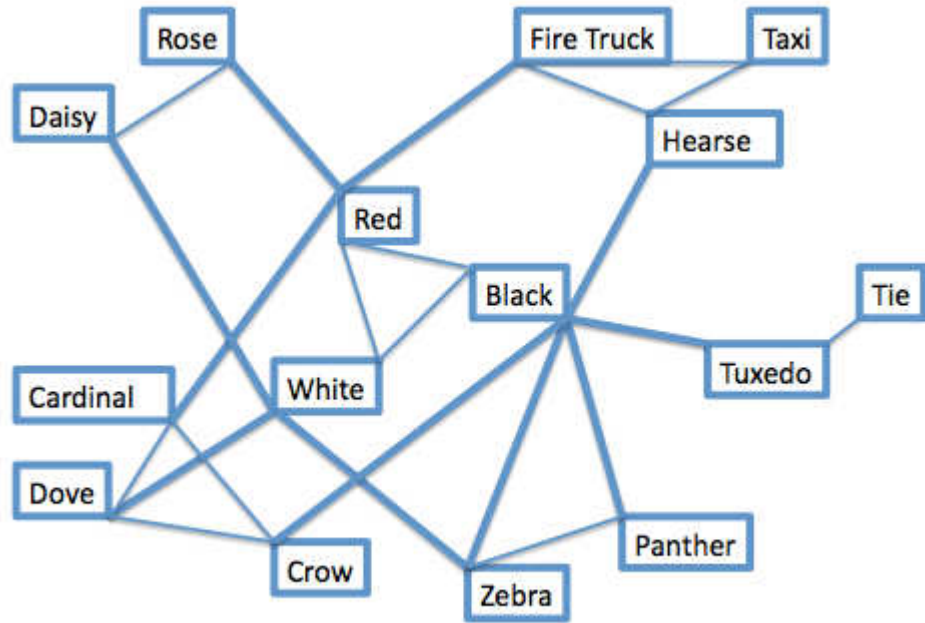 Rose
Fire Truck
Taxi
Daisy
Hearse
Red
Black
Tie
Tuxedo
Cardinal
White
Dove
Crow
Panther
Zebra